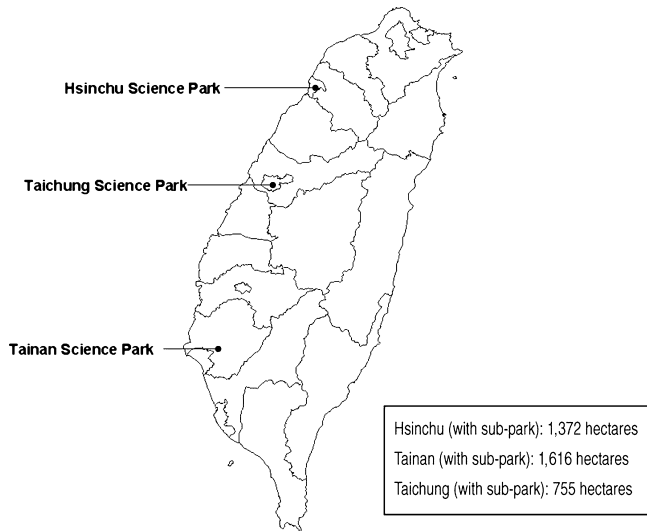 Hsinchu Science Park
Taichung Science Park
Tainan Science Park
Hsinchu (with sub-park): 1,372 hectares
Tainan (with sub-park): 1,616 hectares
Taichung (with sub-park): 755 hectares